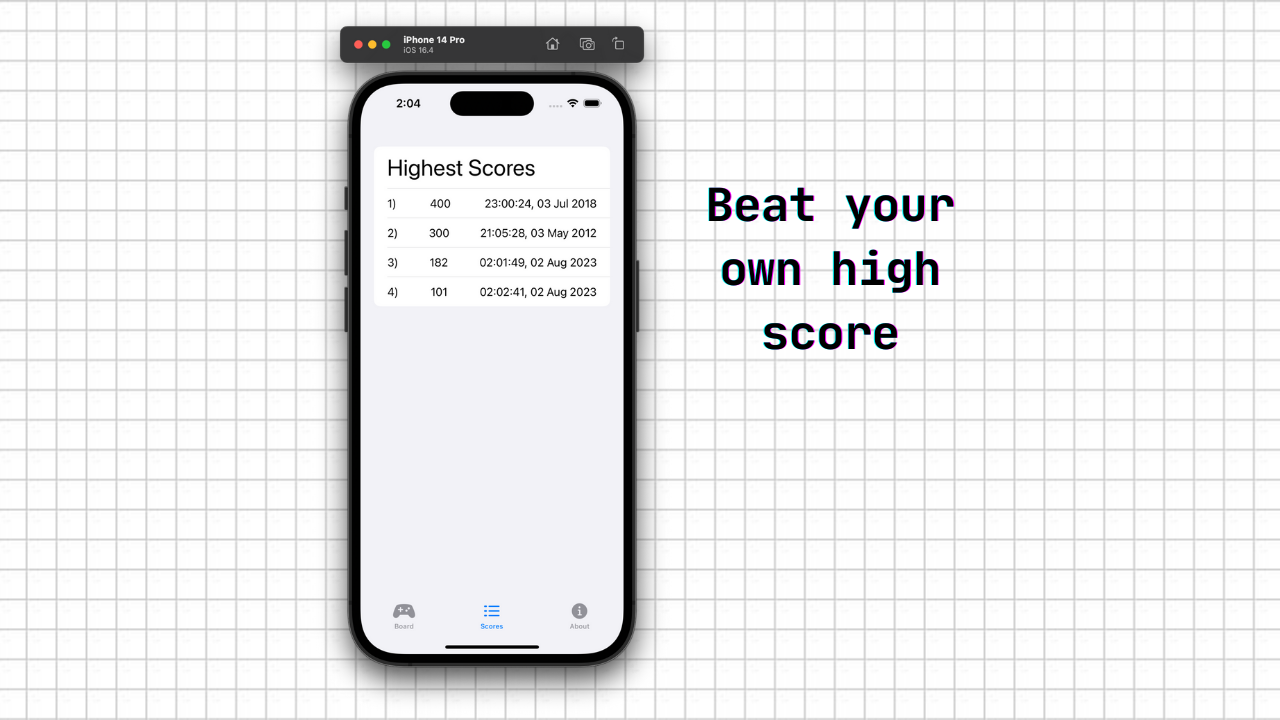 iPhone 14 Pro
iOS 16.4
2:04
Highest Scores
1) 400 23:00:24, 03 Jul 2018
2) 300 21:05:28, 03 May 2012
3) 182 02:01:49, 02 Aug 2023
4) 101 02:02:41, 02 Aug 2023
Board Scores About
Beat your
own high
score